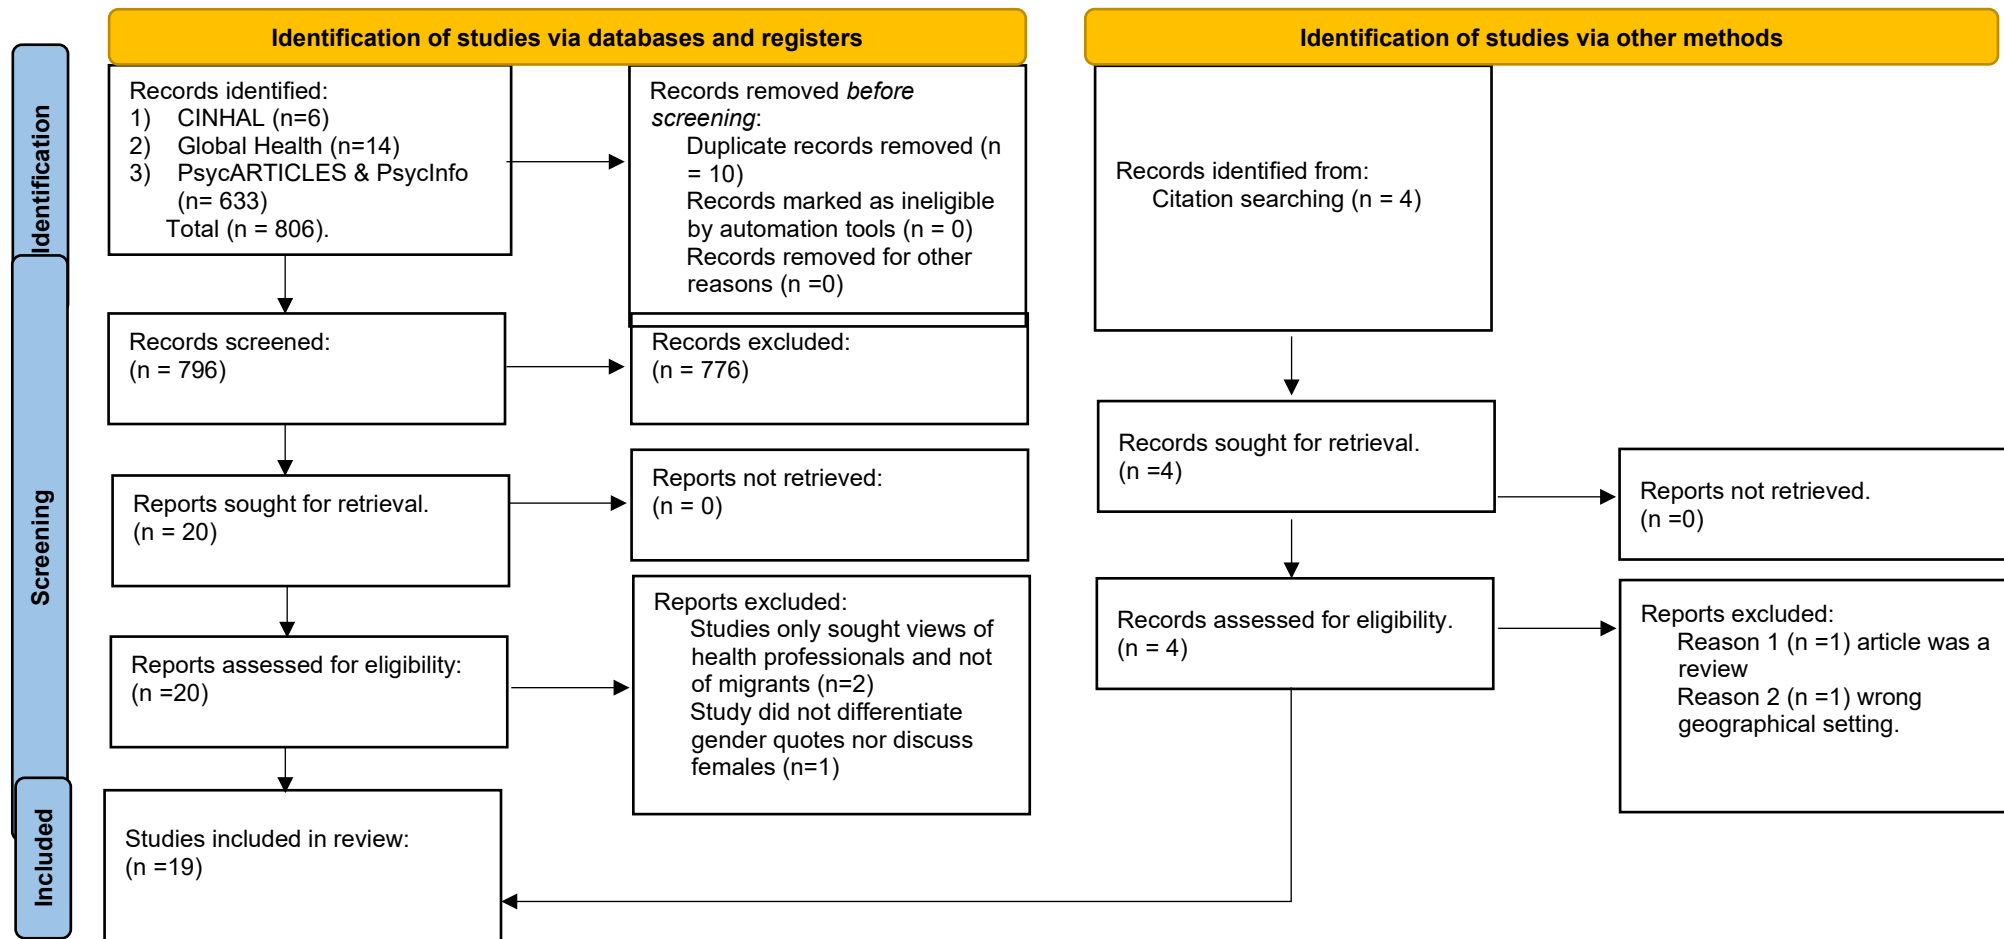 Identification of studies via databases and registers
Identification of studies via other methods
Identification
Screening
Included
Records identified:
1) CINHAL (n=6)
2) Global Health (n=14)
3) PsycARTICLES & PsycInfo
(n= 633)
Total (n = 806).
Records removed before
screening:
Duplicate records removed (n
= 10)
Records marked as ineligible
by automation tools (n = 0)
Records removed for other
reasons (n =0)
Records identified from:
Citation searching (n = 4)
Records screened:
(n = 796)
Records excluded:
(n = 776)
Records sought for retrieval.
(n =4)
Reports not retrieved.
(n =0)
Reports sought for retrieval.
(n = 20)
Reports not retrieved:
(n = 0)
Reports assessed for eligibility:
(n =20)
Reports excluded:
Studies only sought views of
health professionals and not
of migrants (n=2)
Study did not differentiate
gender quotes nor discuss
females (n=1)
Records assessed for eligibility.
(n = 4)
Reports excluded:
Reason 1 (n =1) article was a
review
Reason 2 (n =1) wrong
geographical setting.
Studies included in review:
(n =19)